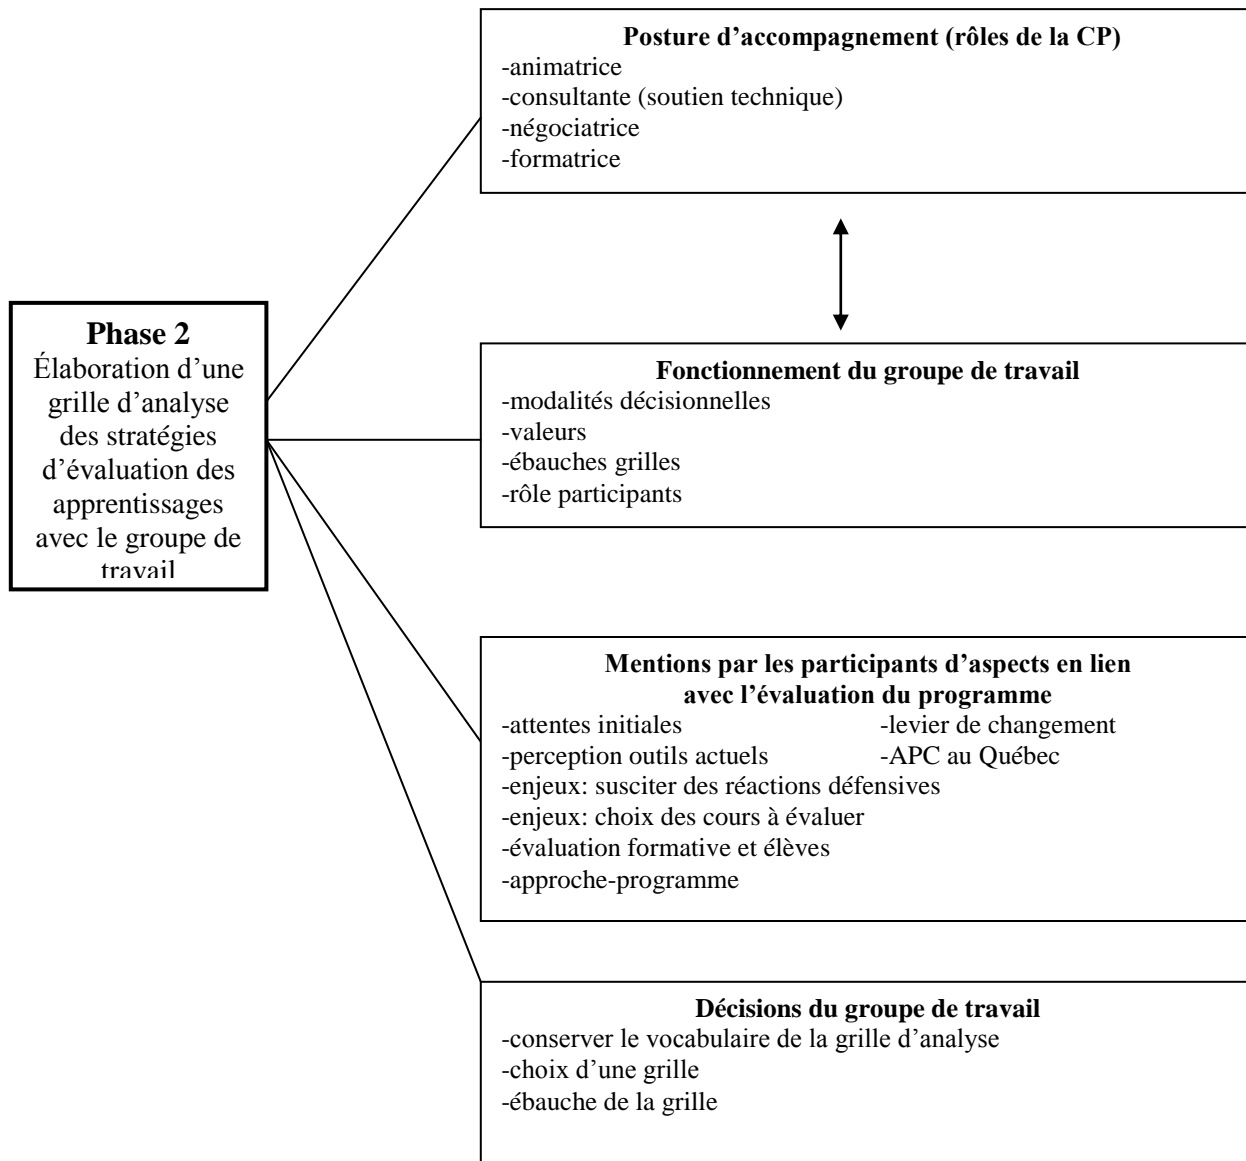 Posture d’accompagnement (rôles de la CP)
-animatrice
-consultante (soutien technique)
-négociatrice
-formatrice
Phase 2
Élaboration d’une
grille d’analyse
des stratégies
d’évaluation des
apprentissages
avec le groupe de
travail
Fonctionnement du groupe de travail
-modalités décisionnelles
-valeurs
-ébauches grilles
-rôle participants
Mentions par les participants d’aspects en lien
avec l’évaluation du programme
-attentes initiales -levier de changement
-perception outils actuels -APC au Québec
-enjeux: susciter des réactions défensives
-enjeux: choix des cours à évaluer
-évaluation formative et élèves
-approche-programme
Décisions du groupe de travail
-conserver le vocabulaire de la grille d’analyse
-choix d’une grille
-ébauche de la grille